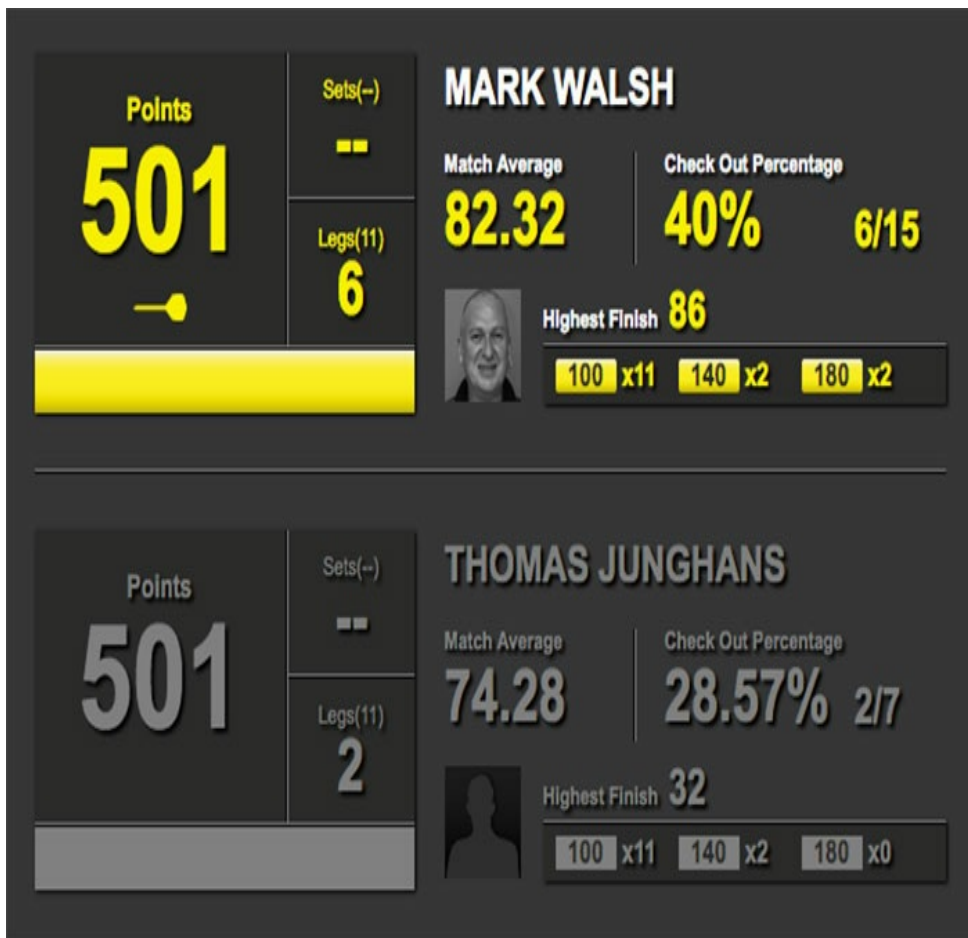 Points
501
Sets(--)
--
Legs(11)
6
MARK WALSH
Match Average
82.32
Check Out Percentage
40% 6/15
Highest Finish 86
100 x11 140 x2 180 x2
Points
501
Sets(--)
--
Legs(11)
2
THOMAS JUNGHANS
Match Average
74.28
Check Out Percentage
28.57% 2/7
Highest Finish 32
100 x11 140 x2 180 x0